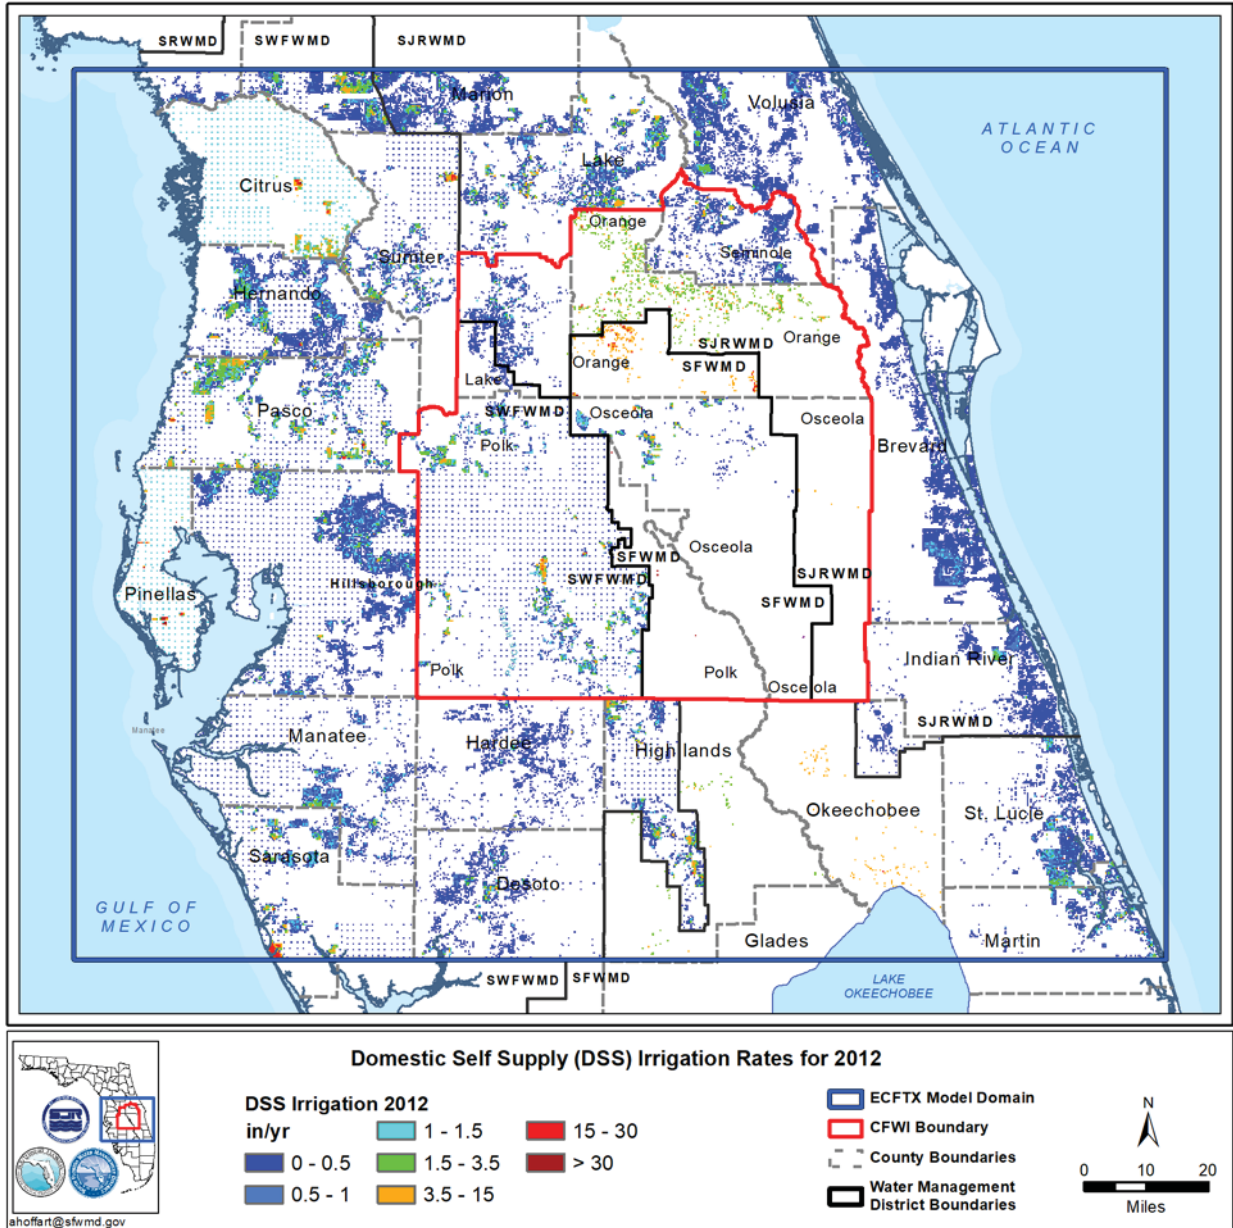 SRWMD
SWFWMD
SJRWMD
Marion
Volusia
ATLANTIC
OCEAN
Lake
Citrus
Orange
Sumter
Seminole
Hernando
SJRWMD
Orange
Orange
SFWMD
Lake
Pasco
SWFWMD
Osceola
Osceola
Polk
Brevard
Osceola
SFWMD
SJRWMD
SWFWMD
Hillsborough
Pinellas
SFWMD
Indian River
Polk
Polk
Osceola
SJRWMD
Manatee
Manatee
Hardee
Highlands
Okeechobee
St. Lucie
Sarasota
Desoto
GULF OF
MEXICO
Glades
Martin
SWFWMD
SFWMD
LAKE
OKEECHOBEE
Domestic Self Supply (DSS) Irrigation Rates for 2012
DSS Irrigation 2012
in/yr
0 - 0.5
0.5 - 1
1 - 1.5
1.5 - 3.5
3.5 - 15
15 - 30
> 30
ECFTX Model Domain
CFWI Boundary
County Boundaries
Water Management
District Boundaries
N
0 10 20
Miles
ahoffart@sfwmd.gov